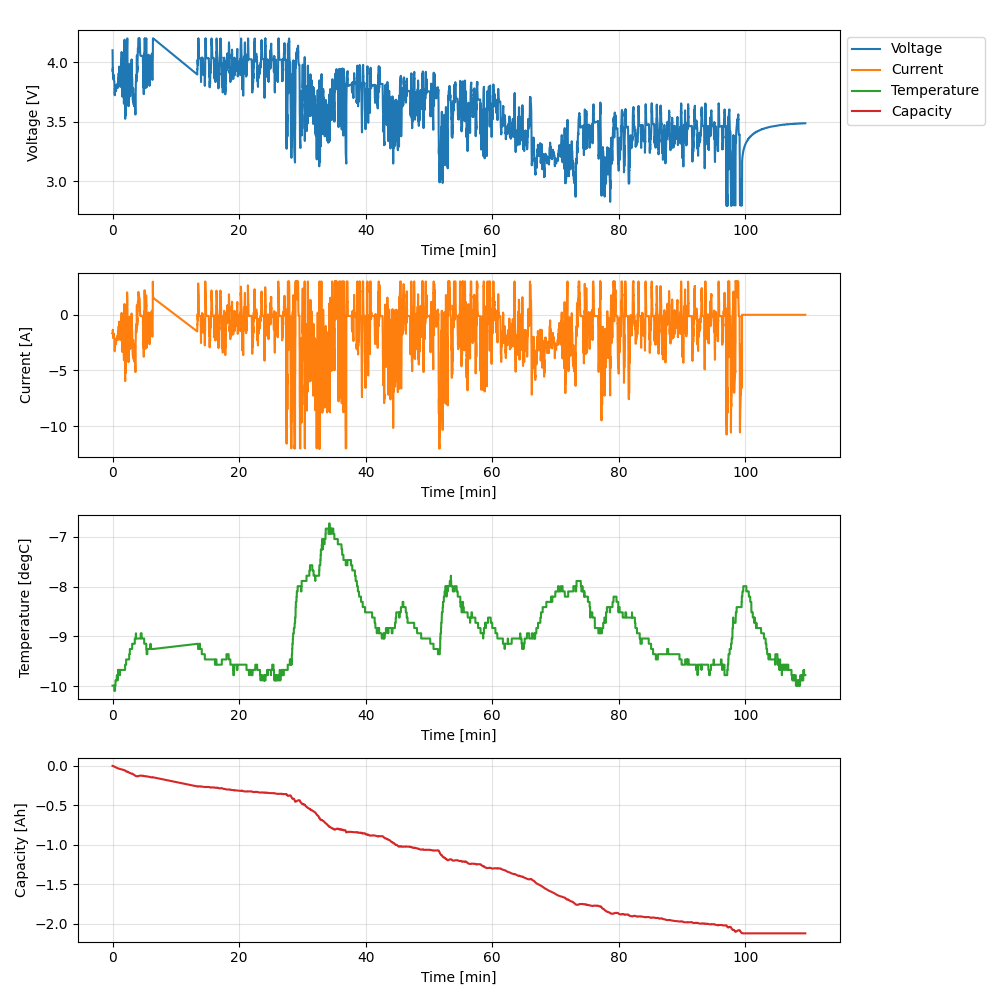 4.0
3.5
3.0
Voltage [V]
0 20 40 60 80 100
Time [min]
Voltage
Current
Temperature
Capacity
0
−5
−10
Current [A]
0 20 40 60 80 100
Time [min]
−7
−8
−9
−10
Temperature [degC]
0 20 40 60 80 100
Time [min]
0.0
−0.5
−1.0
−1.5
−2.0
Capacity [Ah]
0 20 40 60 80 100
Time [min]